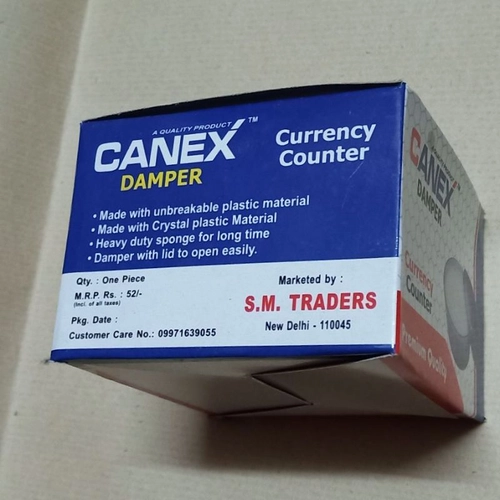 A QUALITY PRODUCT
CANEX™
DAMPER
Currency
Counter
• Made with unbreakable plastic material
• Made with Crystal plastic Material
• Heavy duty sponge for long time
• Damper with lid to open easily.
Qty. : One Piece
M.R.P. Rs. : 52/-
(Incl. of all taxes)
Pkg. Date :
Customer Care No.: 09971639055
Marketed by :
S.M. TRADERS
New Delhi - 110045
CANEX
DAMPER
Currency
Counter
Premium Quality